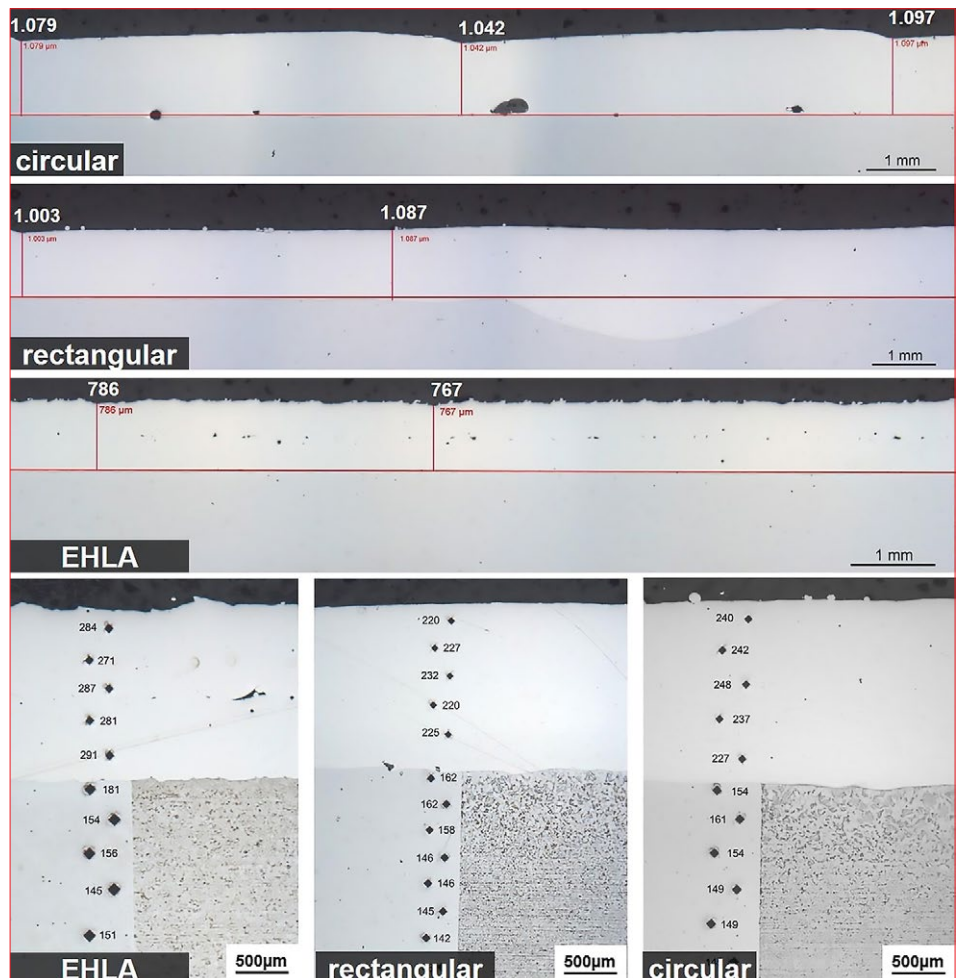 1.079
1.042
1.097
1.079 µm
1.042 µm
1.097 µm
circular
1 mm
1.003
1.087
1.003 µm
1.087 µm
rectangular
1 mm
786
767
786 µm
767 µm
EHLA
1 mm
284
271
287
281
291
181
154
156
145
151
EHLA
500µm
220
227
232
220
225
162
162
158
146
146
145
142
rectangular
500µm
240
242
248
237
227
154
161
154
149
149
circular
500µm